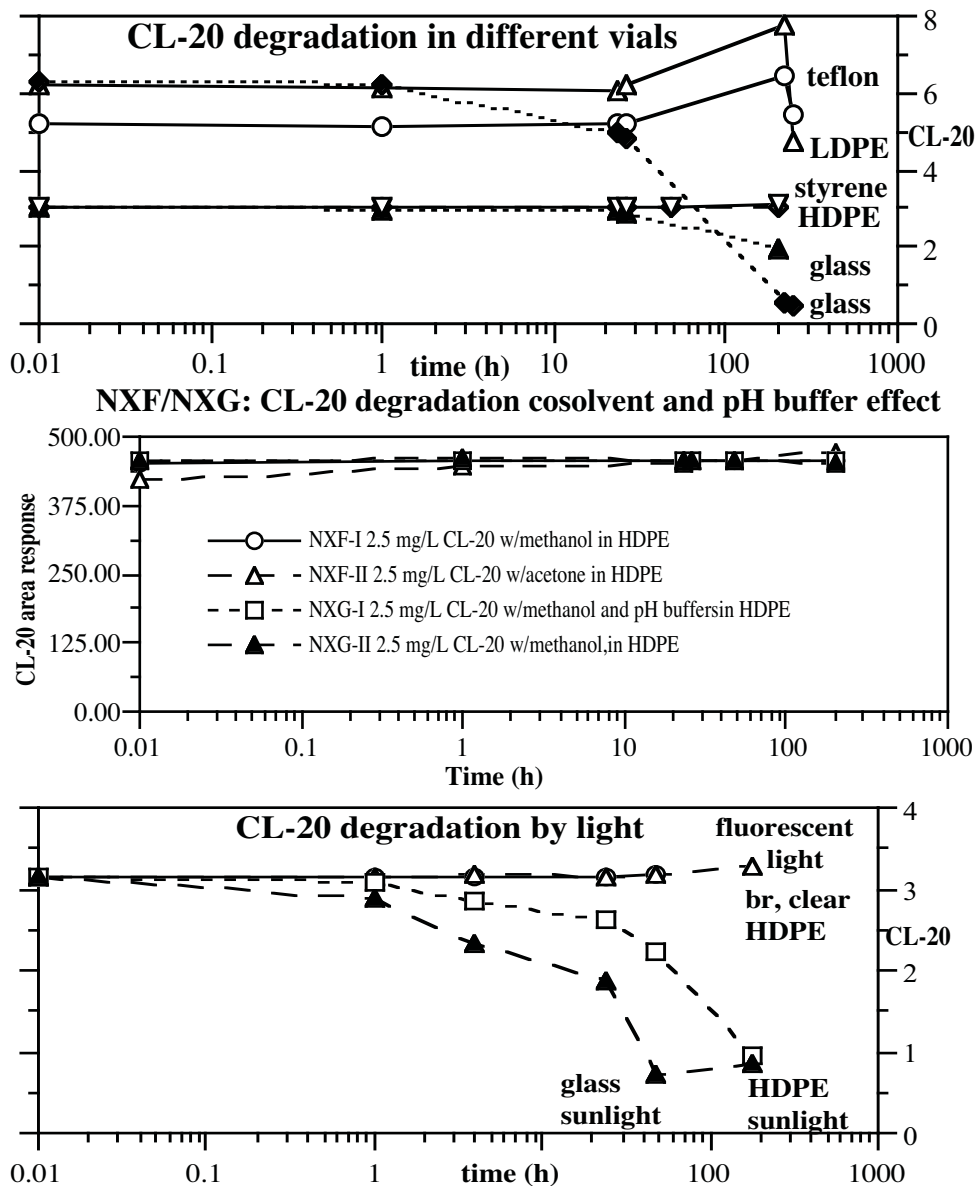 CL-20 degradation in different vials
8
teflon
6
CL-20
LDPE
4
styrene
HDPE
2
glass
glass
0
0.01 0.1 1 10 100 1000
time (h)
NXF/NXG: CL-20 degradation cosolvent and pH buffer effect
500.00
375.00
250.00
125.00
0.00
CL-20 area response
NXF-I 2.5 mg/L CL-20 w/methanol in HDPE
NXF-II 2.5 mg/L CL-20 w/acetone in HDPE
NXG-I 2.5 mg/L CL-20 w/methanol and pH buffersin HDPE
NXG-II 2.5 mg/L CL-20 w/methanol,in HDPE
0.01 0.1 1 10 100 1000
Time (h)
CL-20 degradation by light
4
fluorescent
light
3
br, clear
HDPE
CL-20
2
1
glass
sunlight
HDPE
sunlight
0
0.01 0.1 1 10 100 1000
time (h)